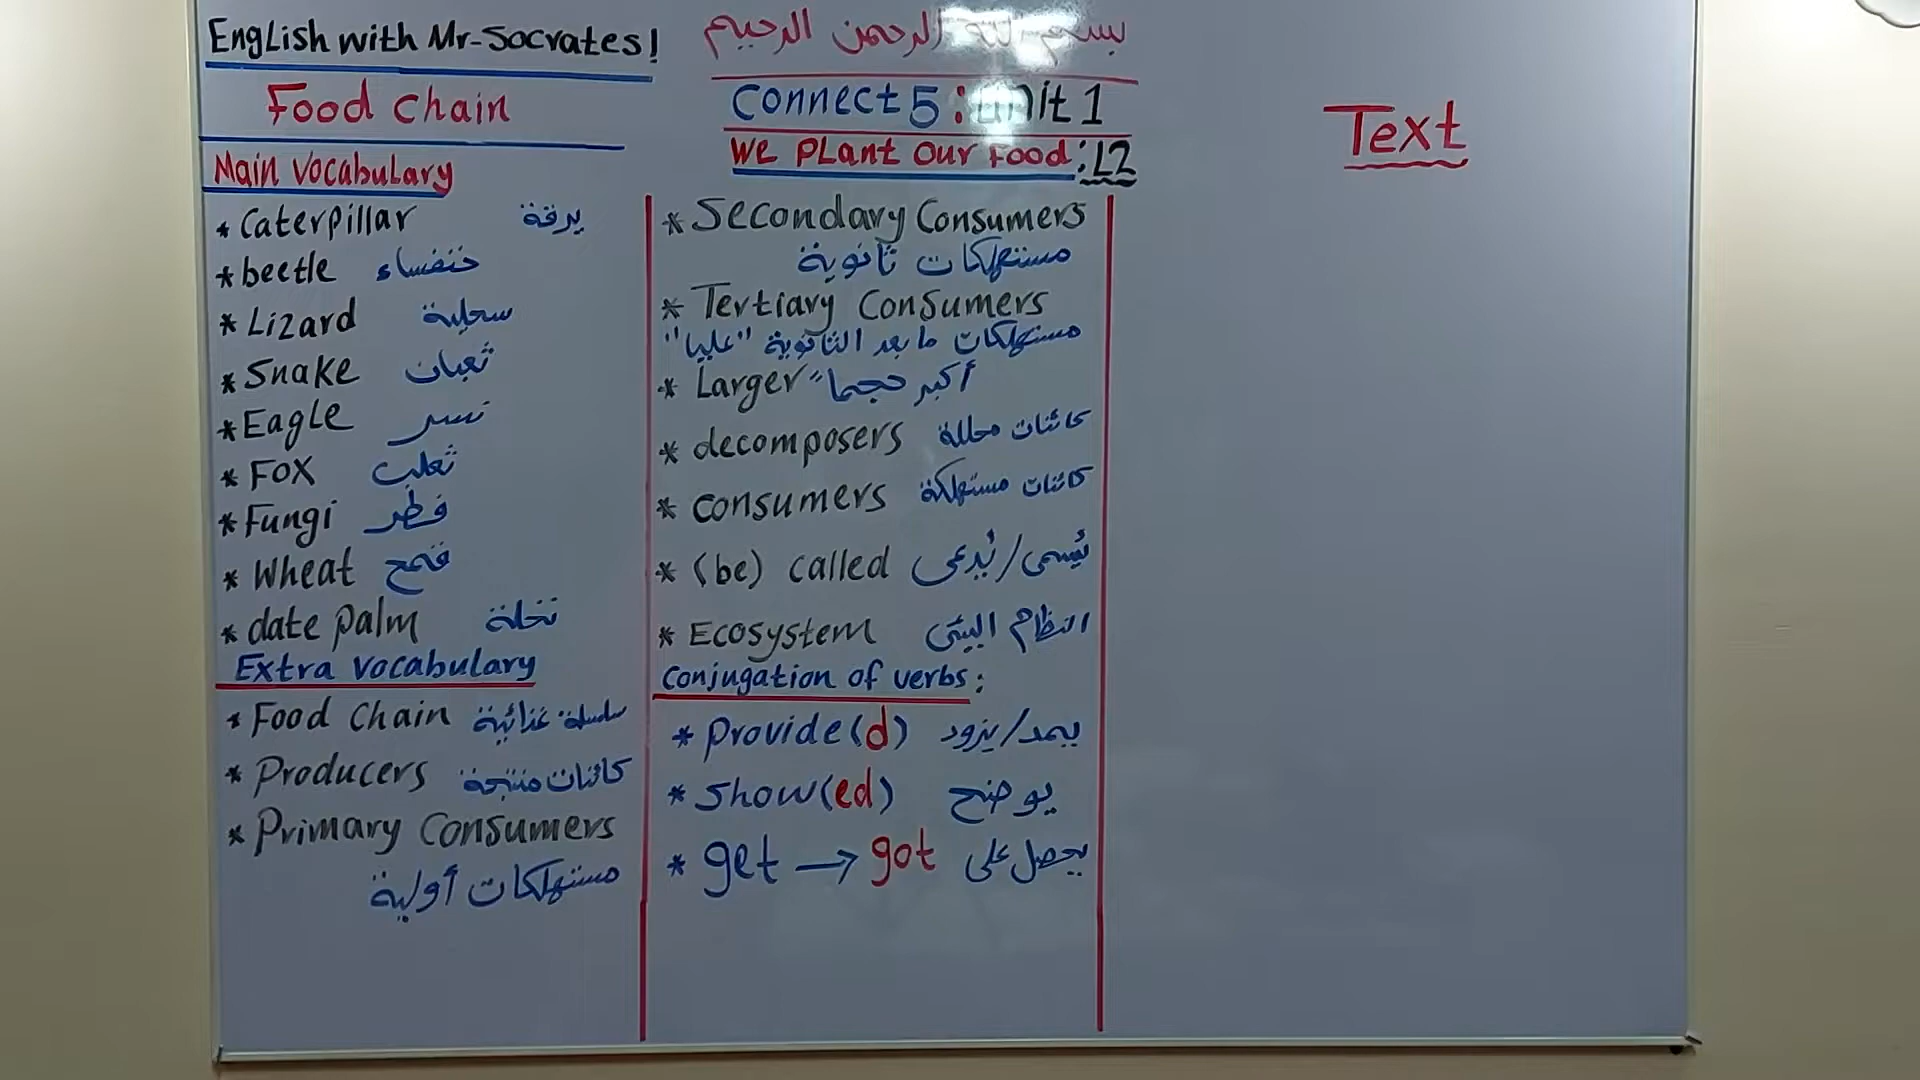 English with Mr-Socrates!
Food Chain
Main Vocabulary
* Caterpillar يرقة
* beetle خنفساء
* Lizard سحلية
* Snake ثعبان
* Eagle نسر
* Fox ثعلب
* Fungi فطر
* Wheat قمح
* date palm نخلة
Extra Vocabulary
* Food Chain سلسلة غذائية
* Producers كائنات منتجة
* Primary Consumers
مستهلكات أولية
بسم الله الرحمن الرحيم
Connect 5: Unit 1
We Plant Our Food: L2
* Secondary Consumers
مستهلكات ثانوية
* Tertiary Consumers
مستهلكات ما بعد الثانوية "عليا"
* Larger "أكبر حجما
* decomposers كائنات محللة
* consumers كائنات مستهلكة
* (be) called يُسمى/يُدعى
* Ecosystem النظام البيئى
Conjugation of verbs:
* provide(d) يمد/يزود
* show(ed) يوضح
* get → got يحصل على
Text